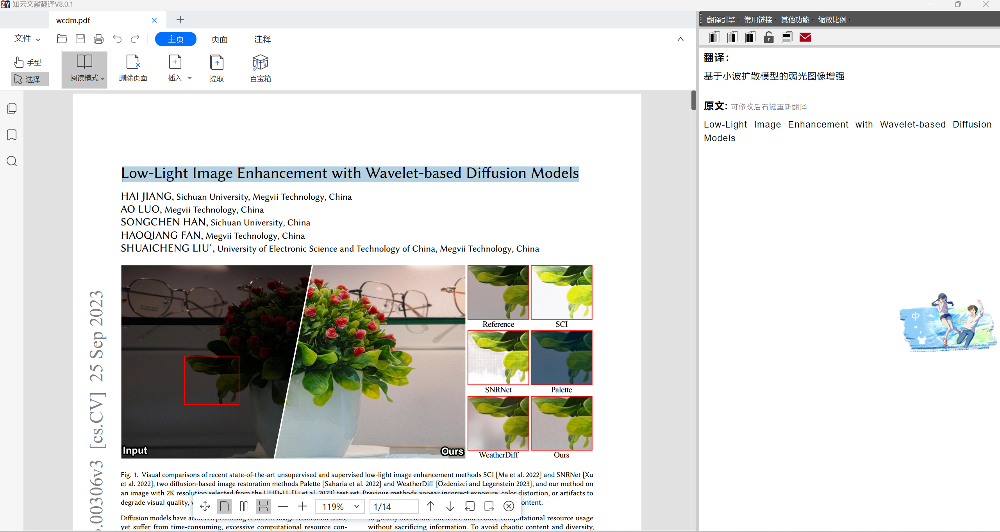 ZY 知云文献翻译V8.0.1
wcdm.pdf
文件
主页
页面
注释
手型
选择
阅读模式
删除页面
插入
提取
百宝箱
翻译引擎 常用链接 其他功能 缩放比例
翻译：
基于小波扩散模型的弱光图像增强
原文: 可修改后右键重新翻译
Low-Light Image Enhancement with Wavelet-based Diffusion
Models
Low-Light Image Enhancement with Wavelet-based Diffusion Models
HAI JIANG, Sichuan University, Megvii Technology, China
AO LUO, Megvii Technology, China
SONGCHEN HAN, Sichuan University, China
HAOQIANG FAN, Megvii Technology, China
SHUAICHENG LIU*, University of Electronic Science and Technology of China, Megvii Technology, China
.00306v3 [cs.CV] 25 Sep 2023
Input
Ours
Reference
SCI
SNRNet
Palette
WeatherDiff
Ours
Fig. 1. Visual comparisons of recent state-of-the-art unsupervised and supervised low-light image enhancement methods SCI [Ma et al. 2022] and SNRNet [Xu
et al. 2022], two diffusion-based image restoration methods Palette [Saharia et al. 2022] and WeatherDiff [Özdenizci and Legenstein 2023], and our method on
an image with 2K resolution selected from the UHD-LL [Li et al. 2023] test set. Previous methods appear incorrect exposure, color distortion, or artifacts to
degrade visual quality,
ontent.
119%
1/14
Diffusion models have achieved promising results in image restoration tasks,
yet suffer from time-consuming, excessive computational resource con-
to greatly accelerate inference and reduce computational resource usage
without sacrificing information. To avoid chaotic content and diversity,
中